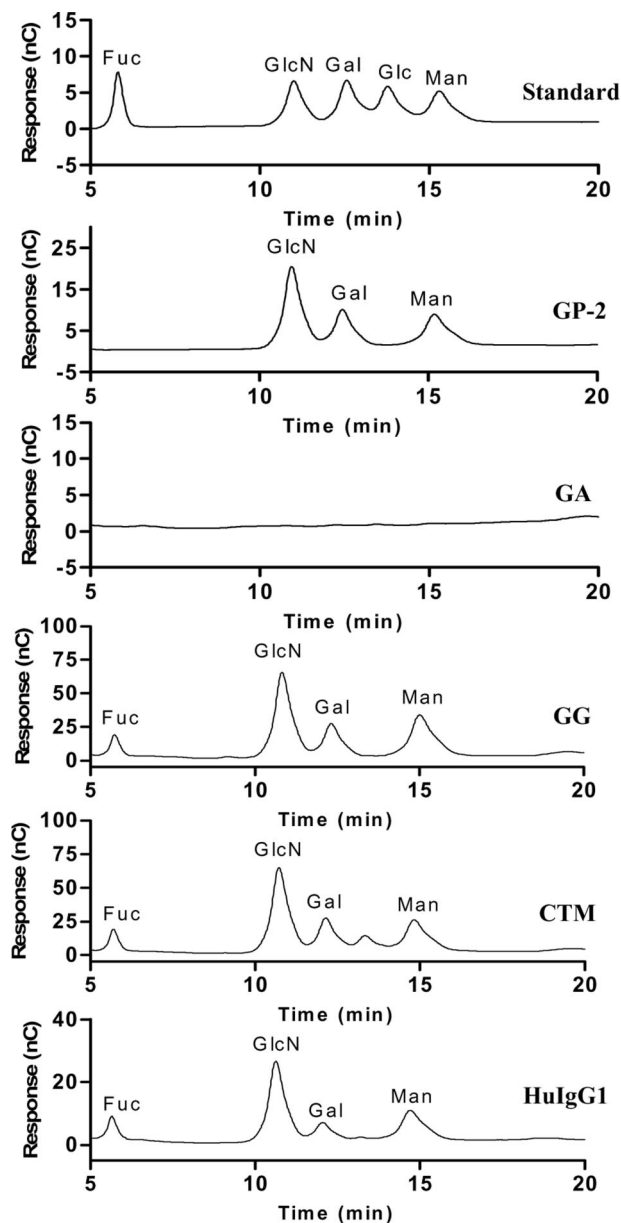 Response (nC)
15
10
5
0
-5
Fuc GlcN Gal Glc Man
Standard
5 10 15 20
Time (min)
Response (nC)
25
15
5
-5
GlcN Gal Man
GP-2
5 10 15 20
Time (min)
Response (nC)
15
10
5
0
-5
GA
5 10 15 20
Time (min)
Response (nC)
100
75
50
25
0
Fuc GlcN Gal Man
GG
5 10 15 20
Time (min)
Response (nC)
100
75
50
25
0
Fuc GlcN Gal Man
CTM
5 10 15 20
Time (min)
Response (nC)
40
20
0
Fuc GlcN Gal Man
HuIgG1
5 10 15 20
Time (min)